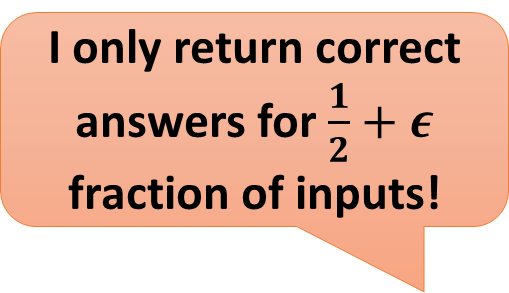 I only return correct
answers for 1/2 + ϵ
fraction of inputs!